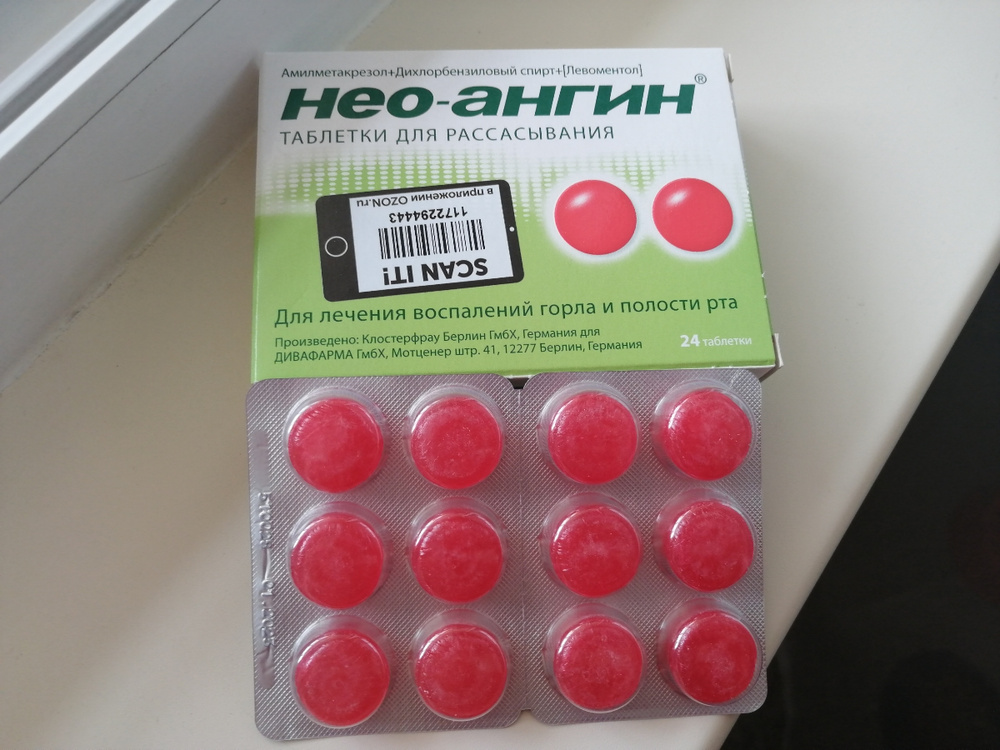 Амилметакрезол+Дихлорбензиловый спирт+[Левоментол]
нео-ангин®
ТАБЛЕТКИ ДЛЯ РАССАСЫВАНИЯ
SCAN IT!
1172294443
в приложении OZON.ru
Для лечения воспалений горла и полости рта
Произведено: Клостерфрау Берлин ГмбХ, Германия для
ДИВАФАРМА ГмбХ, Мотценер штр. 41, 12277 Берлин, Германия
24 таблетки